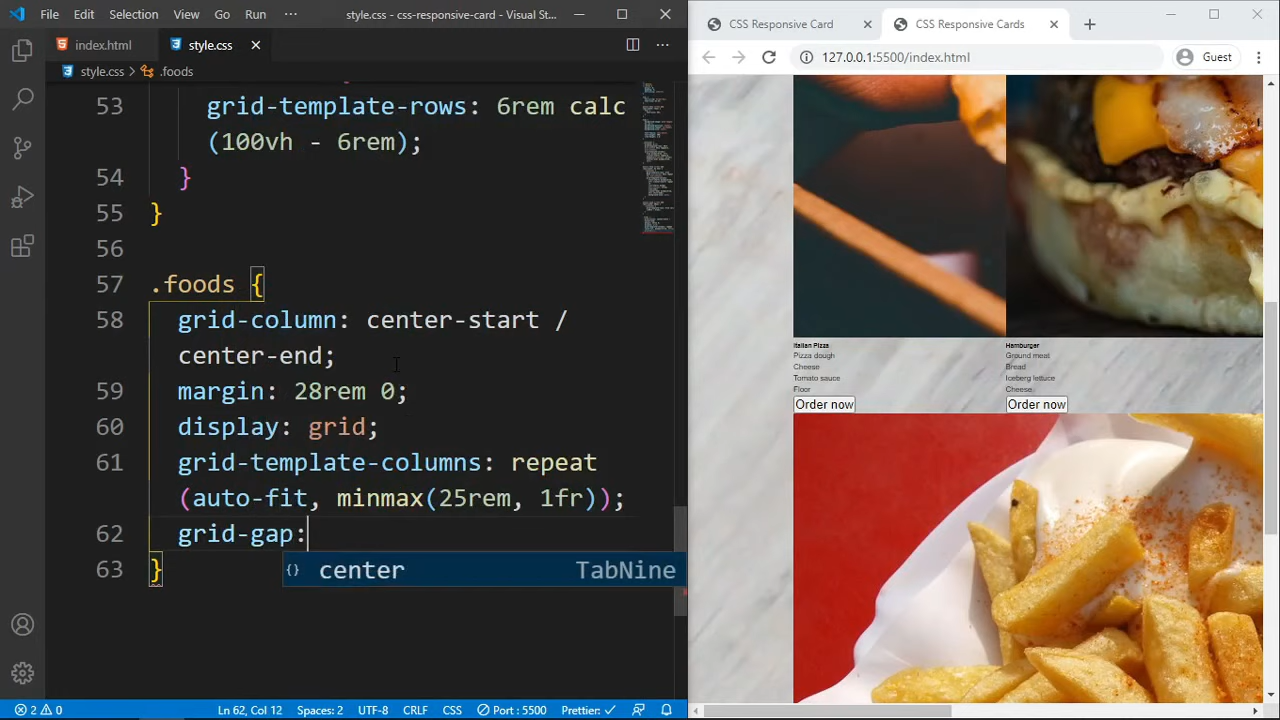 File Edit Selection View Go Run ··· style.css - css-responsive-card - Visual St...
index.html style.css
style.css > .foods
53 grid-template-rows: 6rem calc
(100vh - 6rem);
54 }
55 }
56
57 .foods {
58 grid-column: center-start /
center-end;
59 margin: 28rem 0;
60 display: grid;
61 grid-template-columns: repeat
(auto-fit, minmax(25rem, 1fr));
62 grid-gap:
{} center TabNine
63 }
2 0 Ln 62, Col 12 Spaces: 2 UTF-8 CRLF CSS Port : 5500 Prettier: ✓
CSS Responsive Card CSS Responsive Cards
127.0.0.1:5500/index.html Guest
Italian Pizza
Pizza dough
Cheese
Tomato sauce
Floor
Order now
Hamburger
Ground meat
Bread
Iceberg lettuce
Cheese
Order now